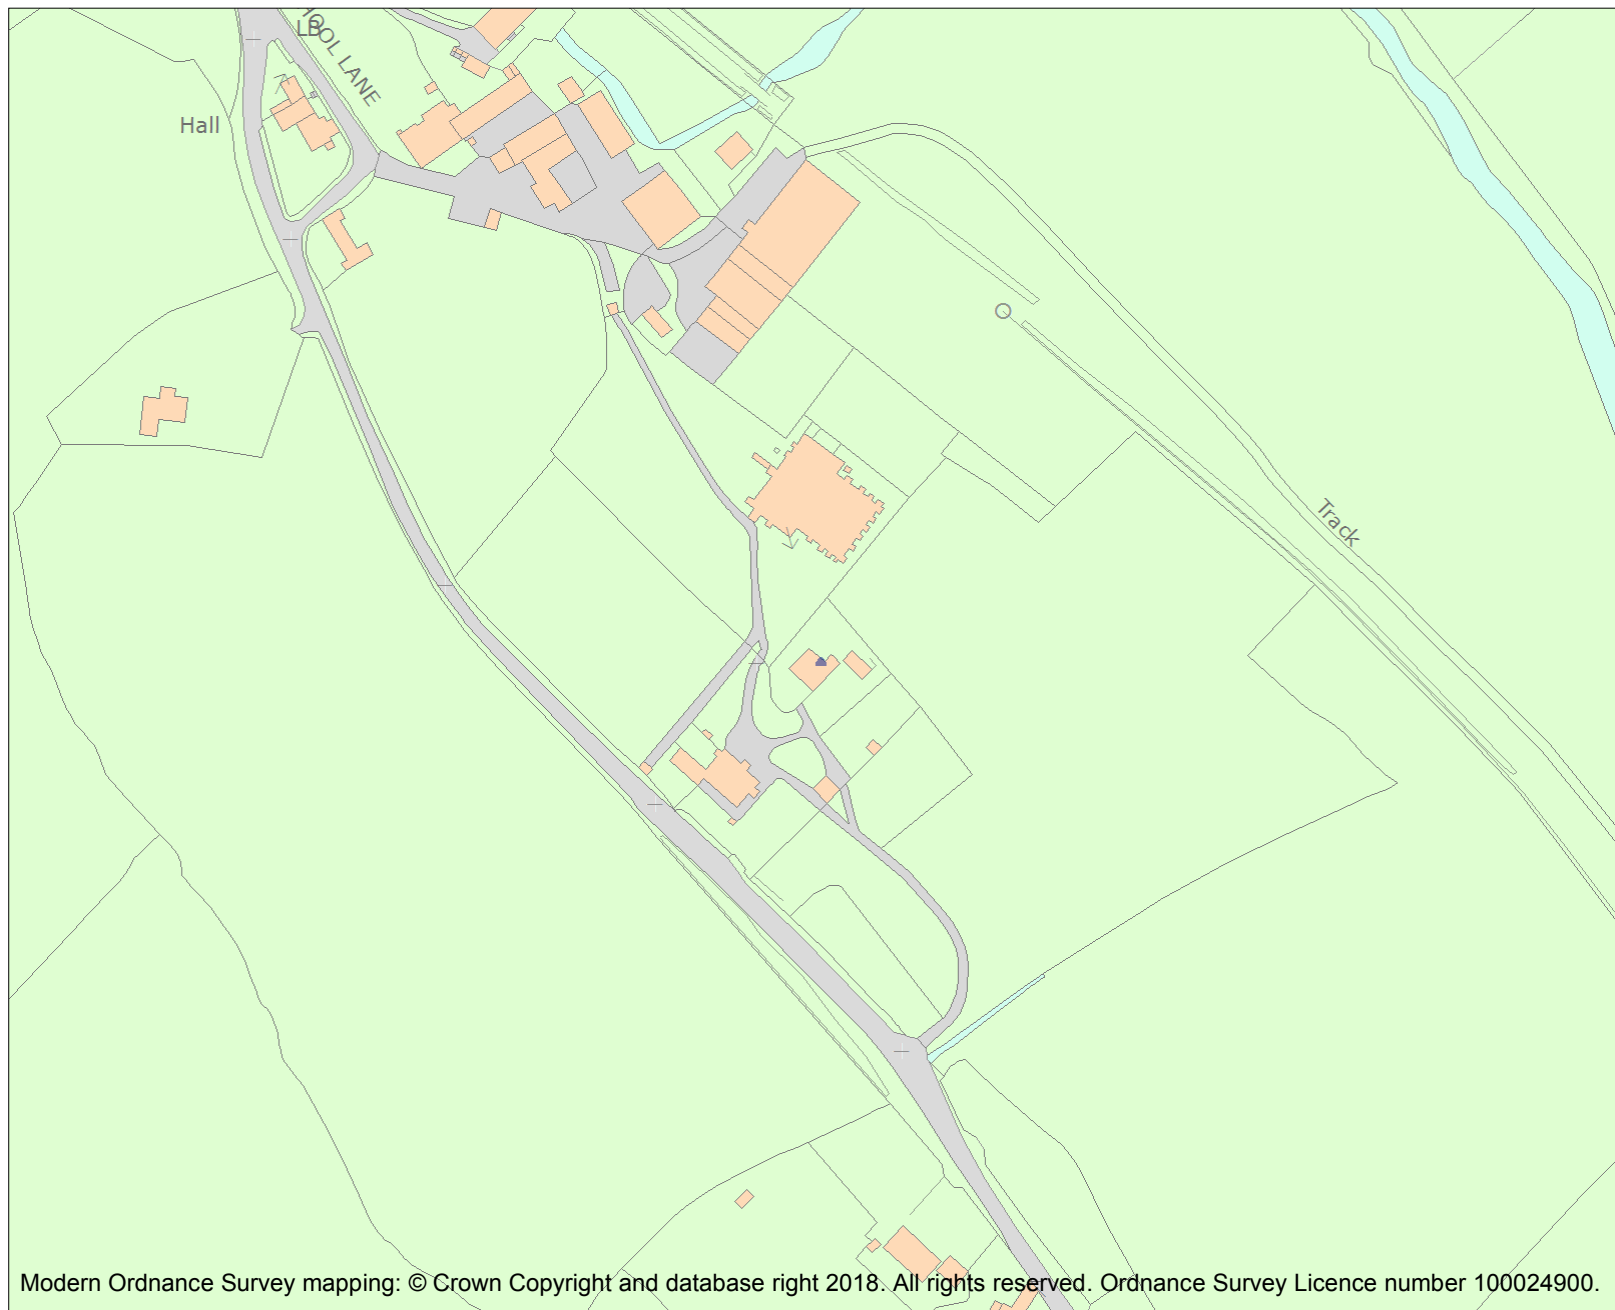 LB
HOOL LANE
Hall
Track
Modern Ordnance Survey mapping: © Crown Copyright and database right 2018. All rights reserved. Ordnance Survey Licence number 100024900.